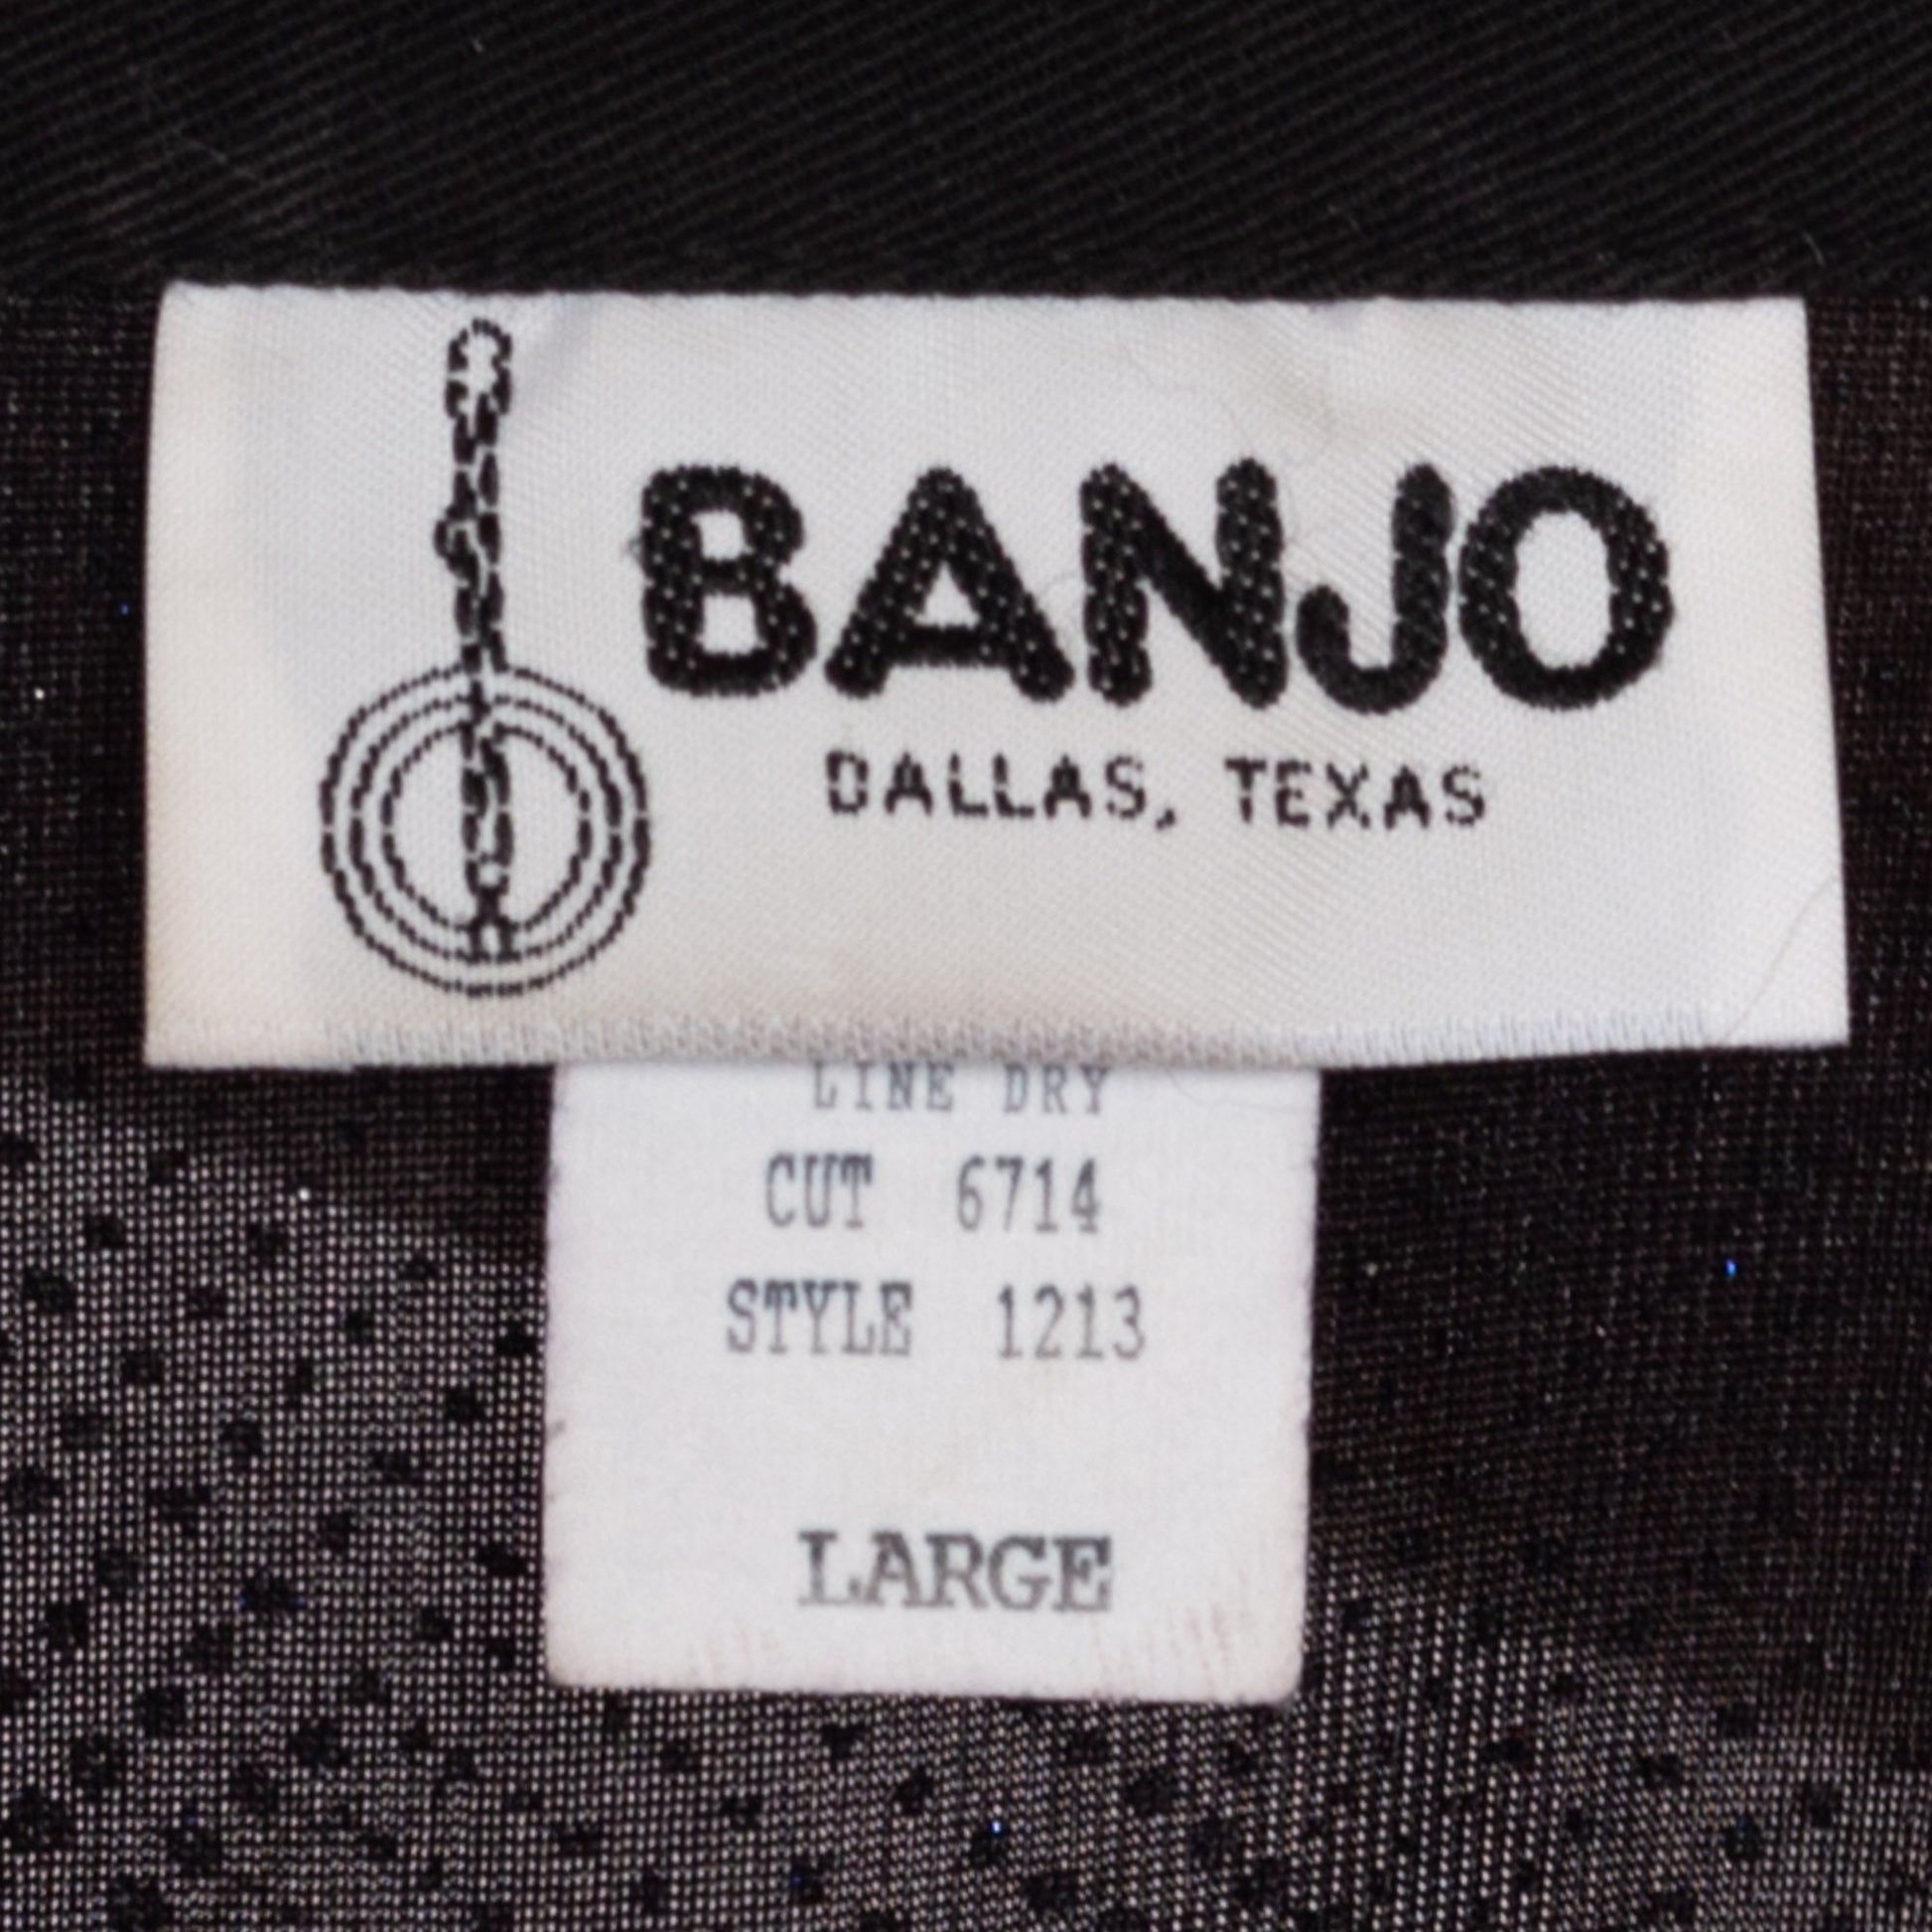 BANJO
DALLAS, TEXAS
LINE DRY
CUT 6714
STYLE 1213
LARGE